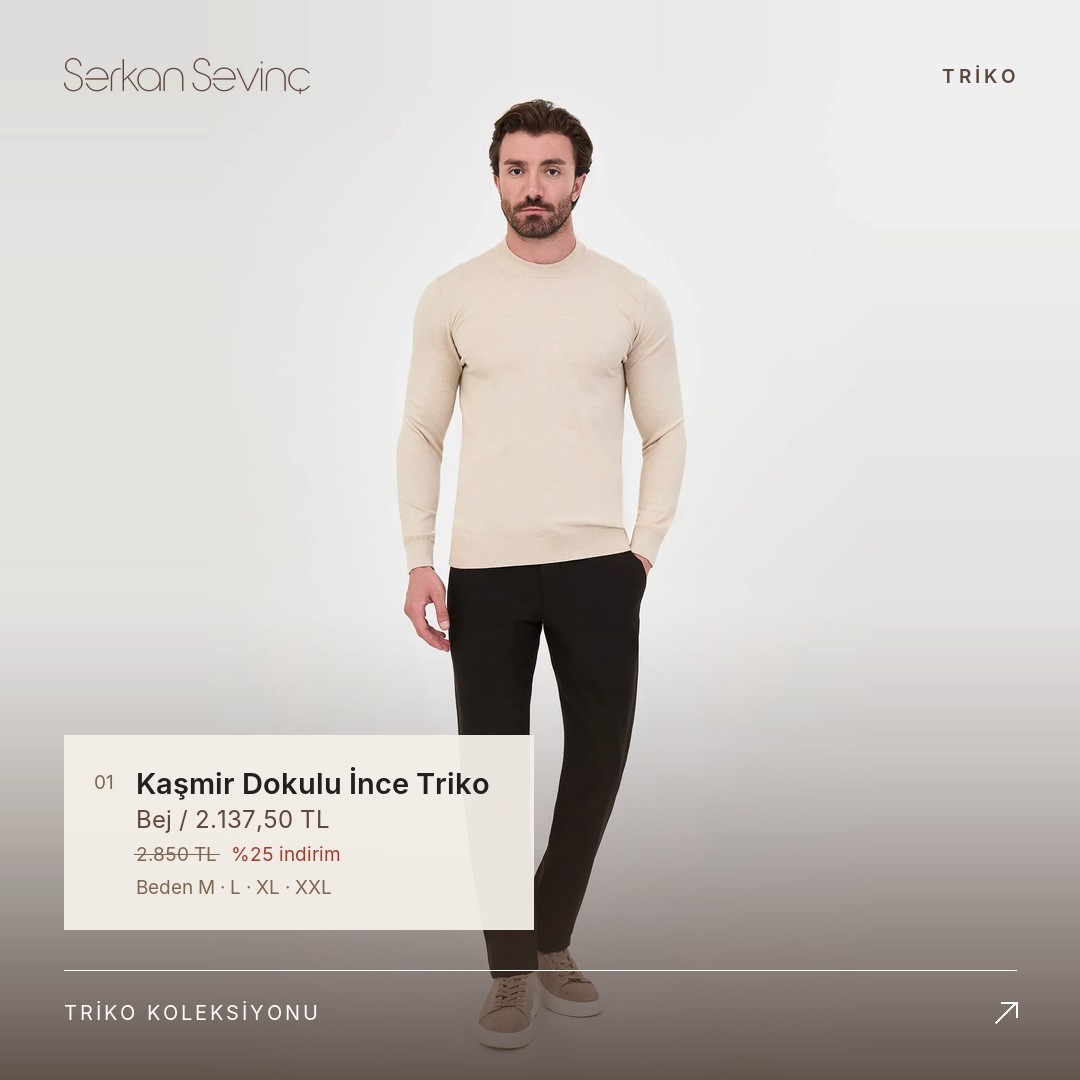 Serkan Sevinç
TRİKO
01 Kaşmir Dokulu İnce Triko
Bej / 2.137,50 TL
2.850 TL %25 indirim
Beden M · L · XL · XXL
TRİKO KOLEKSİYONU